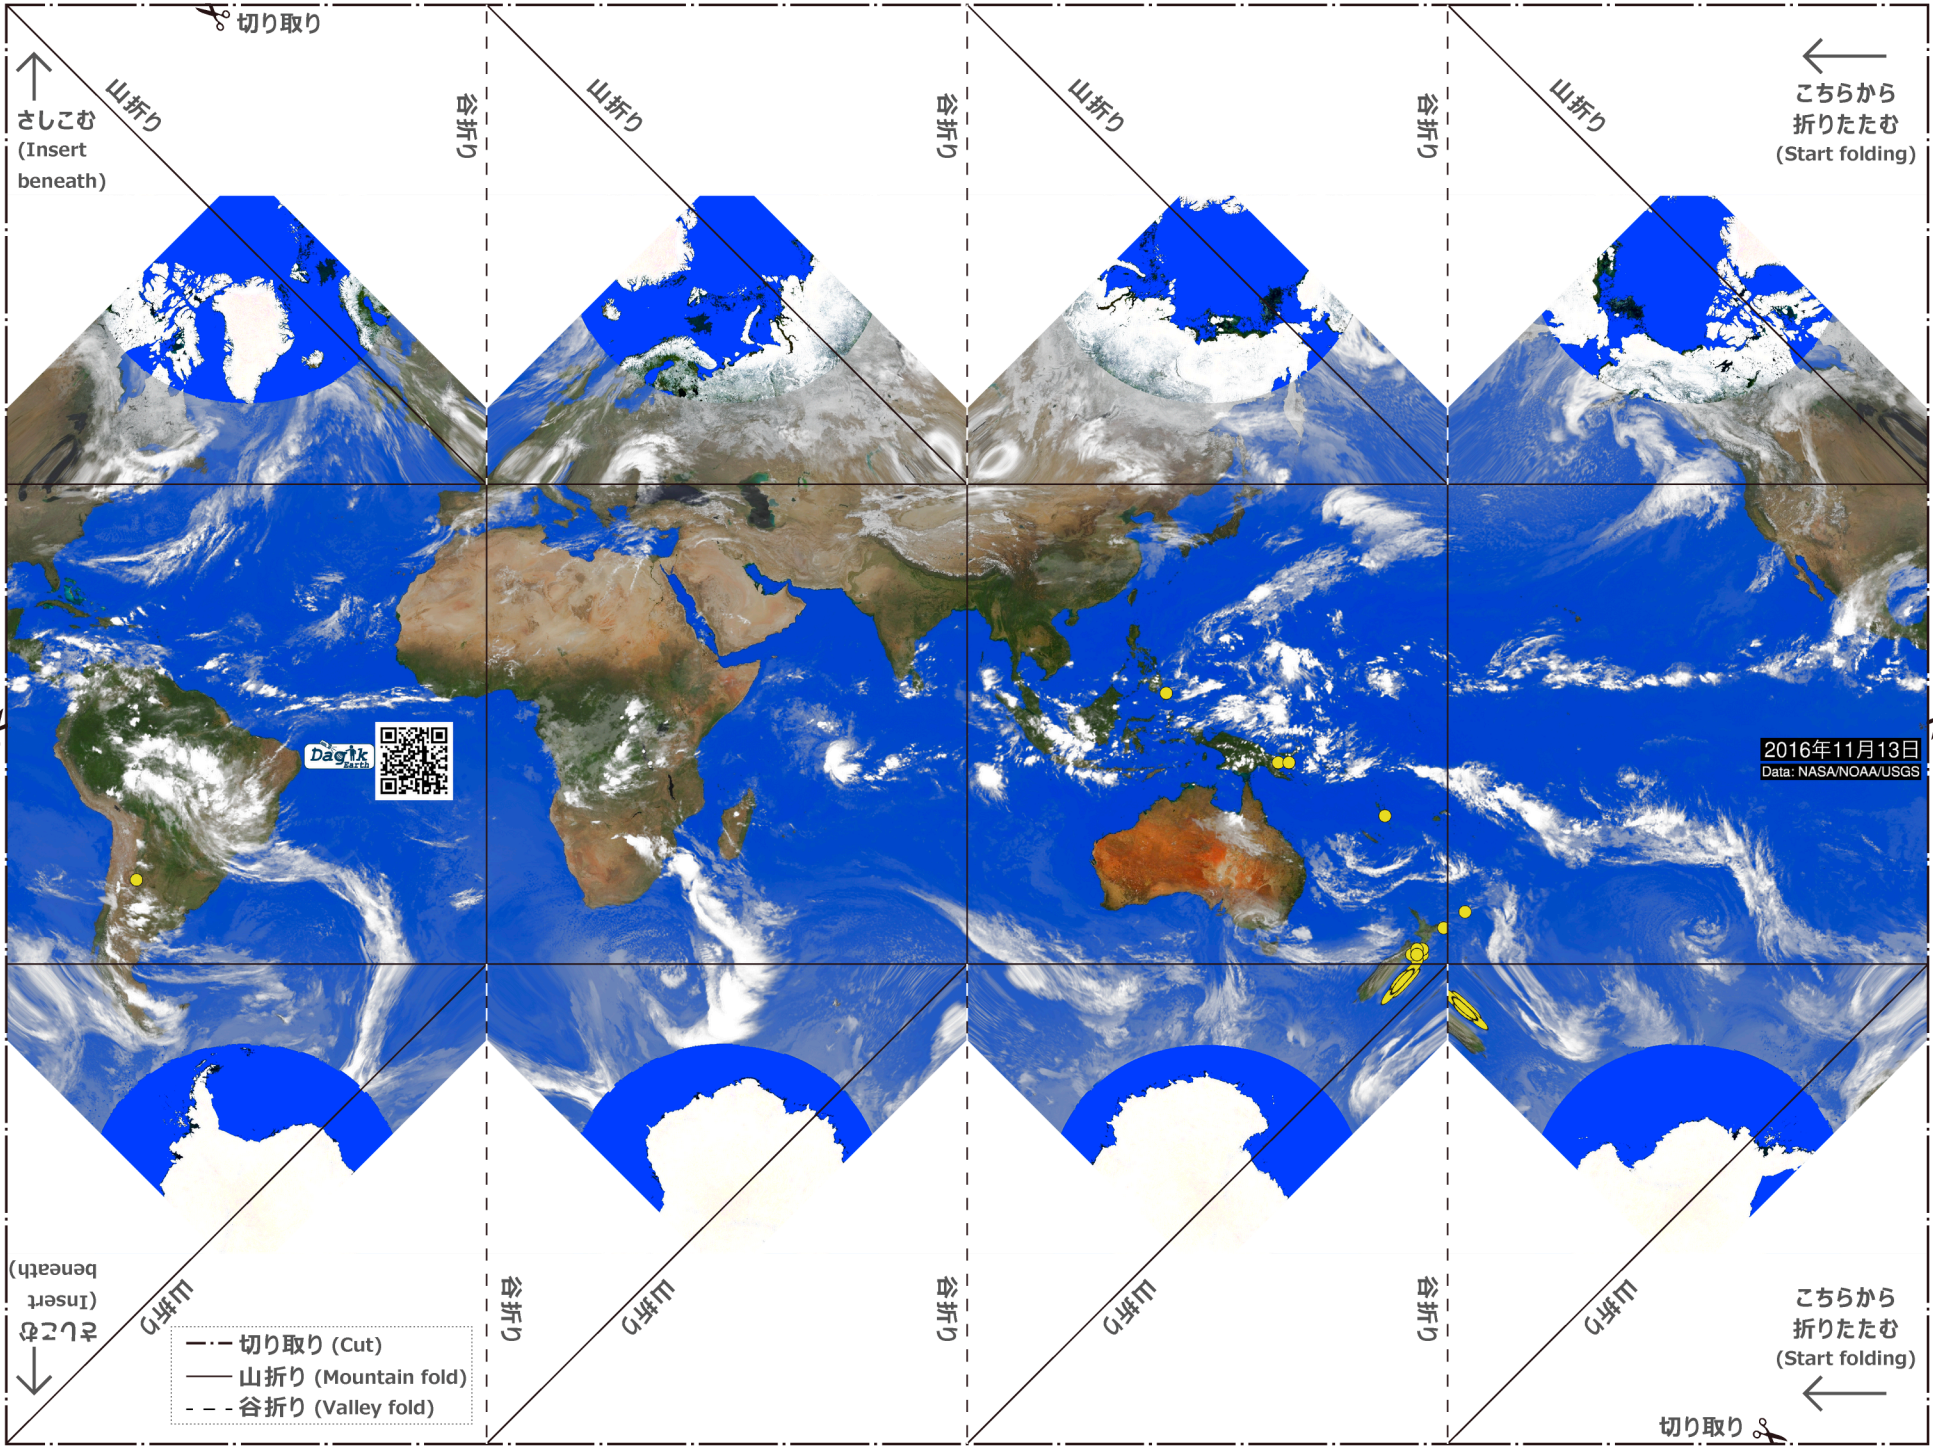 切り取り
山折り
谷折り
山折り
谷折り
山折り
谷折り
山折り
さしこむ
(Insert
beneath)
こちらから
折りたたむ
(Start folding)
Dagik
Earth
2016年11月13日
Data: NASA/NOAA/USGS
さしこむ
(Insert
beneath)
山折り
谷折り
山折り
谷折り
山折り
谷折り
山折り
切り取り (Cut)
山折り (Mountain fold)
谷折り (Valley fold)
こちらから
折りたたむ
(Start folding)
切り取り